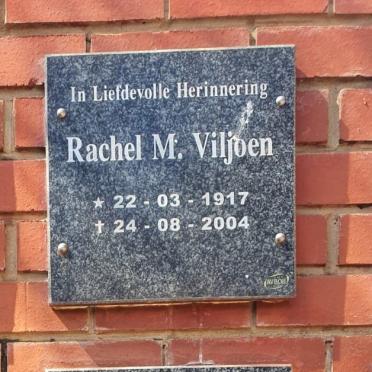 In Liefdevolle Herinnering
Rachel M. Viljoen
★ 22 - 03 - 1917
✝ 24 - 08 - 2004